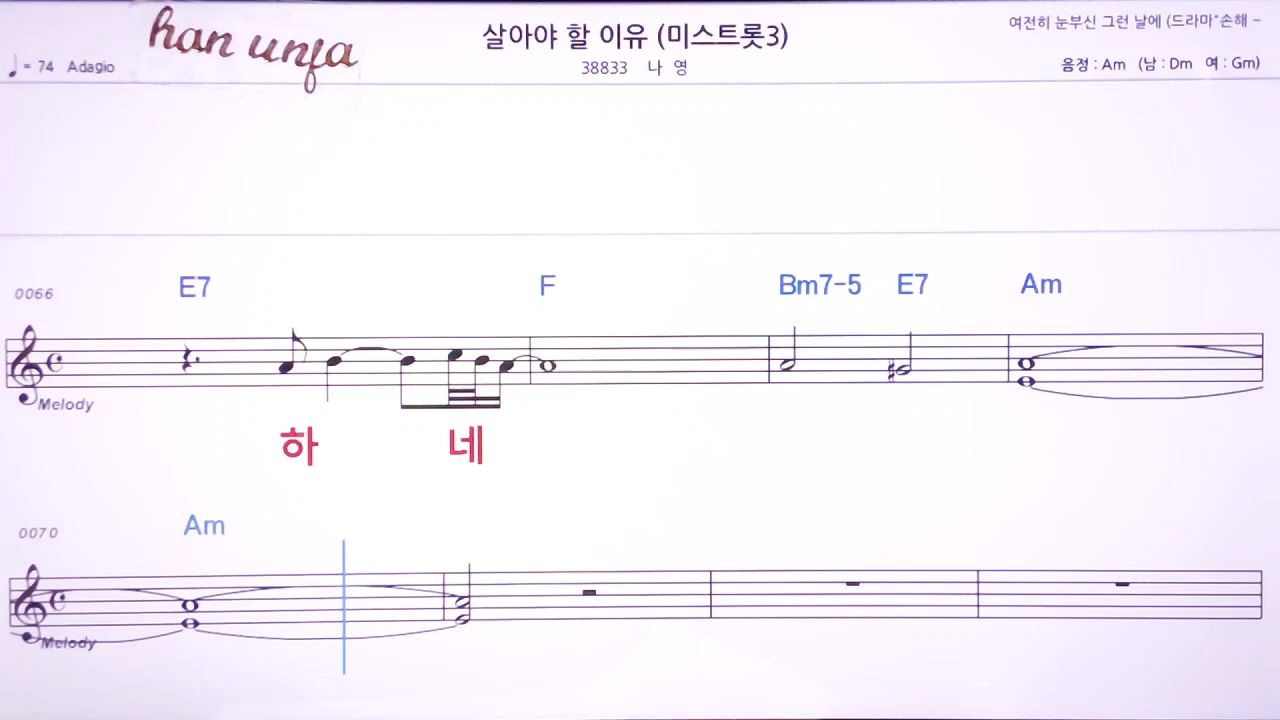 han unfa
살아야 할 이유 (미스트롯3)
여전히 눈부신 그런 날에 (드라마"손해 -
♩ = 74 Adagio
38833 나 영
음정 : Am (남 : Dm 여 : Gm)
0066 E7 F Bm7-5 E7 Am
Melody
하 네
0070 Am
Melody